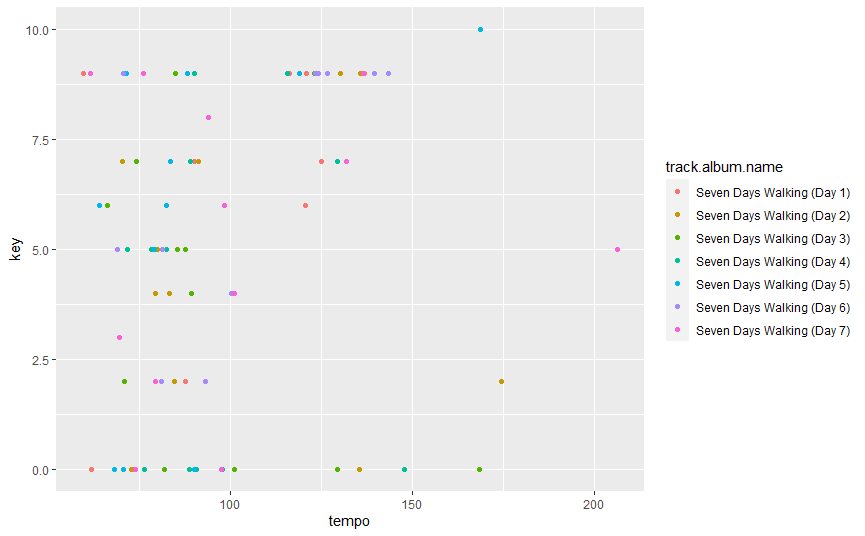 10.0
7.5
key
5.0
2.5
0.0
100
150
200
tempo
track.album.name
Seven Days Walking (Day 1)
Seven Days Walking (Day 2)
Seven Days Walking (Day 3)
Seven Days Walking (Day 4)
Seven Days Walking (Day 5)
Seven Days Walking (Day 6)
Seven Days Walking (Day 7)